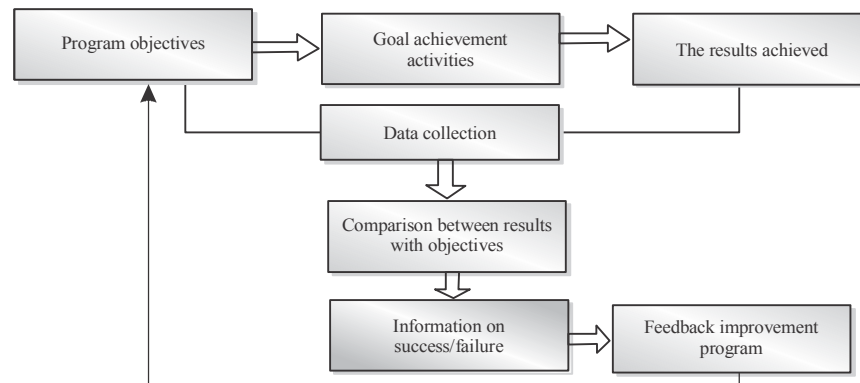 Program objectives
Goal achievement
activities
The results achieved
Data collection
Comparison between results
with objectives
Information on
success/failure
Feedback improvement
program